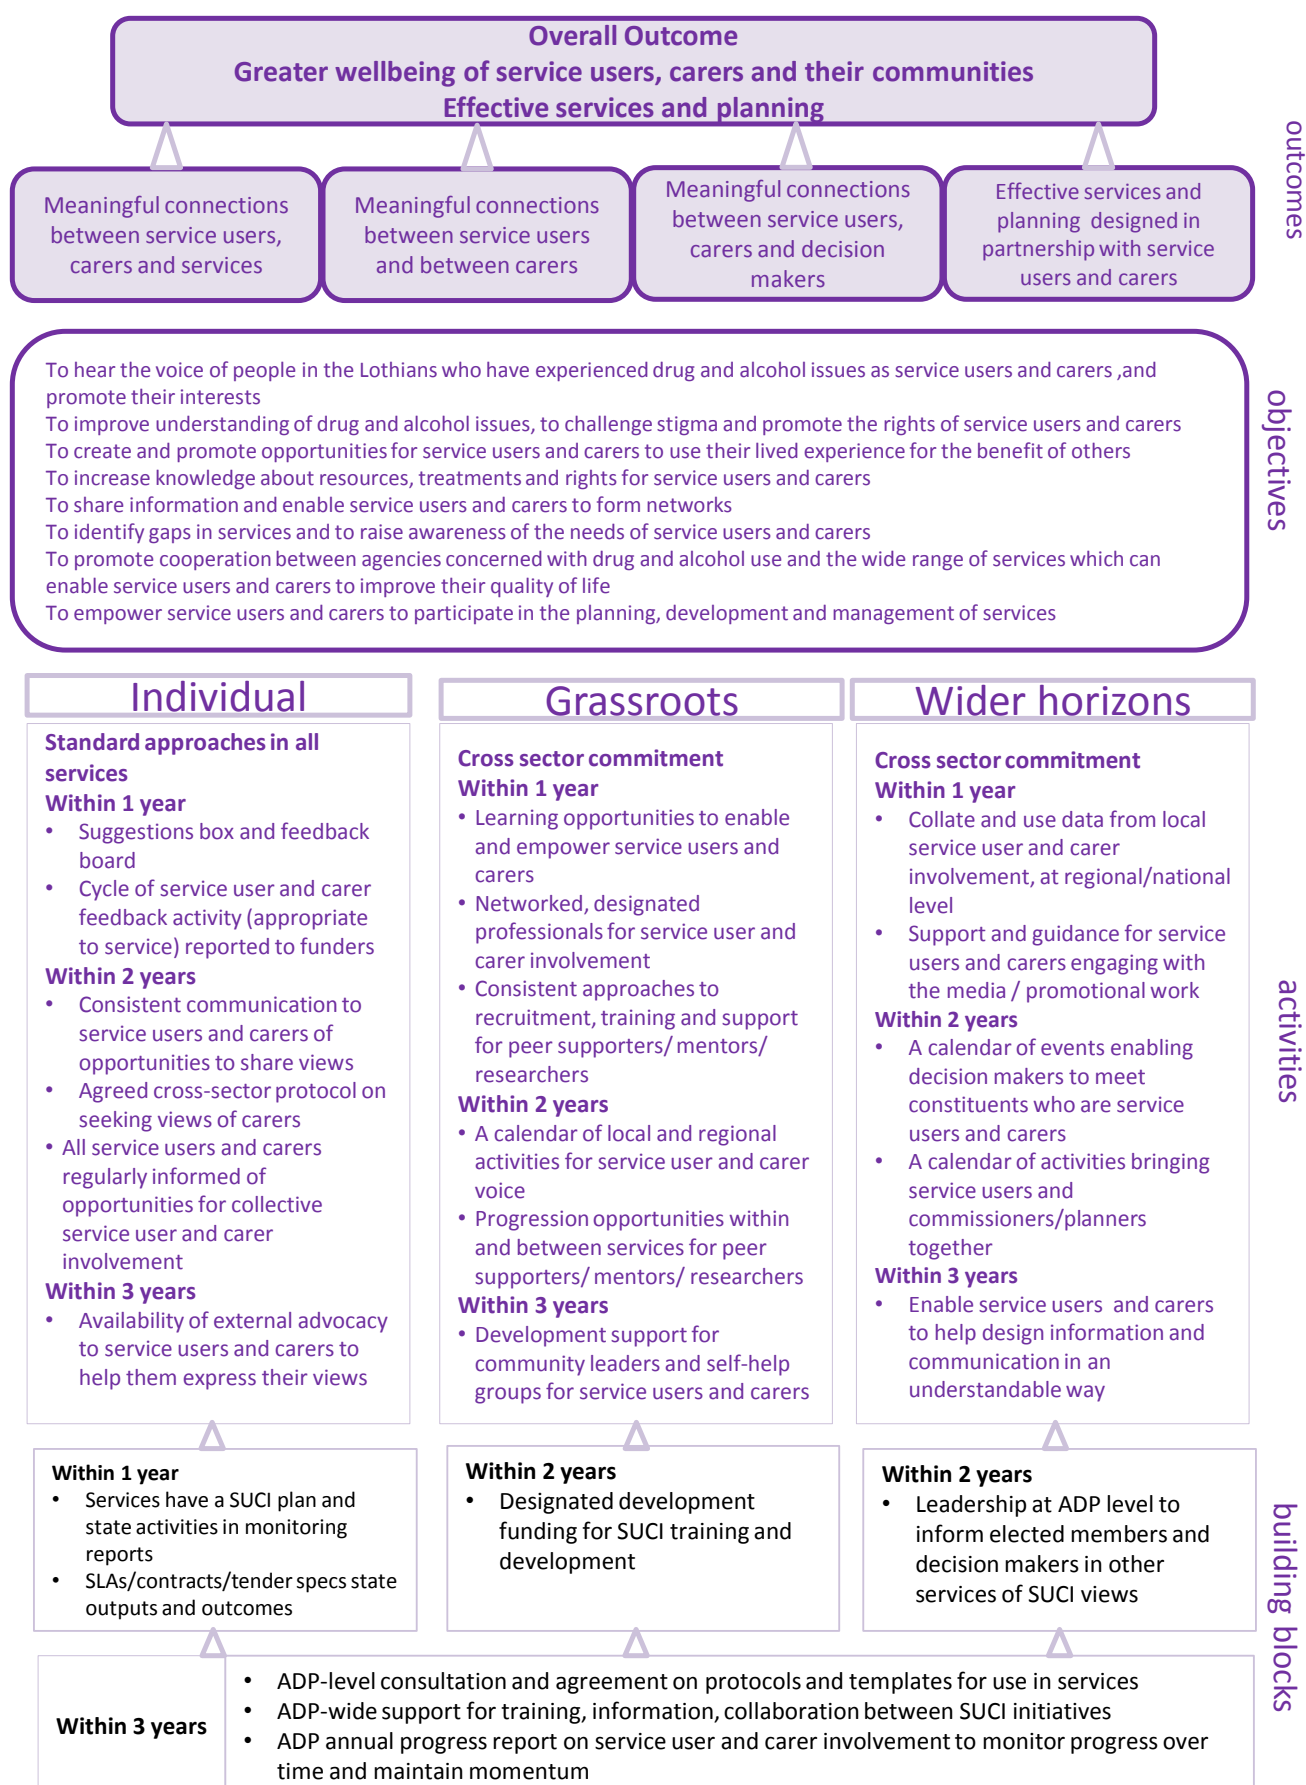 Overall Outcome
Greater wellbeing of service users, carers and their communities
Effective services and planning
outcomes
Meaningful connections
between service users,
carers and services
Meaningful connections
between service users
and between carers
Meaningful connections
between service users,
carers and decision
makers
Effective services and
planning designed in
partnership with service
users and carers
objectives
To hear the voice of people in the Lothians who have experienced drug and alcohol issues as service users and carers ,and
promote their interests
To improve understanding of drug and alcohol issues, to challenge stigma and promote the rights of service users and carers
To create and promote opportunities for service users and carers to use their lived experience for the benefit of others
To increase knowledge about resources, treatments and rights for service users and carers
To share information and enable service users and carers to form networks
To identify gaps in services and to raise awareness of the needs of service users and carers
To promote cooperation between agencies concerned with drug and alcohol use and the wide range of services which can
enable service users and carers to improve their quality of life
To empower service users and carers to participate in the planning, development and management of services
activities
Individual
Standard approaches in all
services
Within 1 year
• Suggestions box and feedback
board
• Cycle of service user and carer
feedback activity (appropriate
to service) reported to funders
Within 2 years
• Consistent communication to
service users and carers of
opportunities to share views
• Agreed cross-sector protocol on
seeking views of carers
• All service users and carers
regularly informed of
opportunities for collective
service user and carer
involvement
Within 3 years
• Availability of external advocacy
to service users and carers to
help them express their views
Grassroots
Cross sector commitment
Within 1 year
• Learning opportunities to enable
and empower service users and
carers
• Networked, designated
professionals for service user and
carer involvement
• Consistent approaches to
recruitment, training and support
for peer supporters/ mentors/
researchers
Within 2 years
• A calendar of local and regional
activities for service user and carer
voice
• Progression opportunities within
and between services for peer
supporters/ mentors/ researchers
Within 3 years
• Development support for
community leaders and self-help
groups for service users and carers
Wider horizons
Cross sector commitment
Within 1 year
• Collate and use data from local
service user and carer
involvement, at regional/national
level
• Support and guidance for service
users and carers engaging with
the media / promotional work
Within 2 years
• A calendar of events enabling
decision makers to meet
constituents who are service
users and carers
• A calendar of activities bringing
service users and
commissioners/planners
together
Within 3 years
• Enable service users and carers
to help design information and
communication in an
understandable way
building blocks
Within 1 year
• Services have a SUCI plan and
state activities in monitoring
reports
• SLAs/contracts/tender specs state
outputs and outcomes
Within 2 years
• Designated development
funding for SUCI training and
development
Within 2 years
• Leadership at ADP level to
inform elected members and
decision makers in other
services of SUCI views
Within 3 years
• ADP-level consultation and agreement on protocols and templates for use in services
• ADP-wide support for training, information, collaboration between SUCI initiatives
• ADP annual progress report on service user and carer involvement to monitor progress over
time and maintain momentum